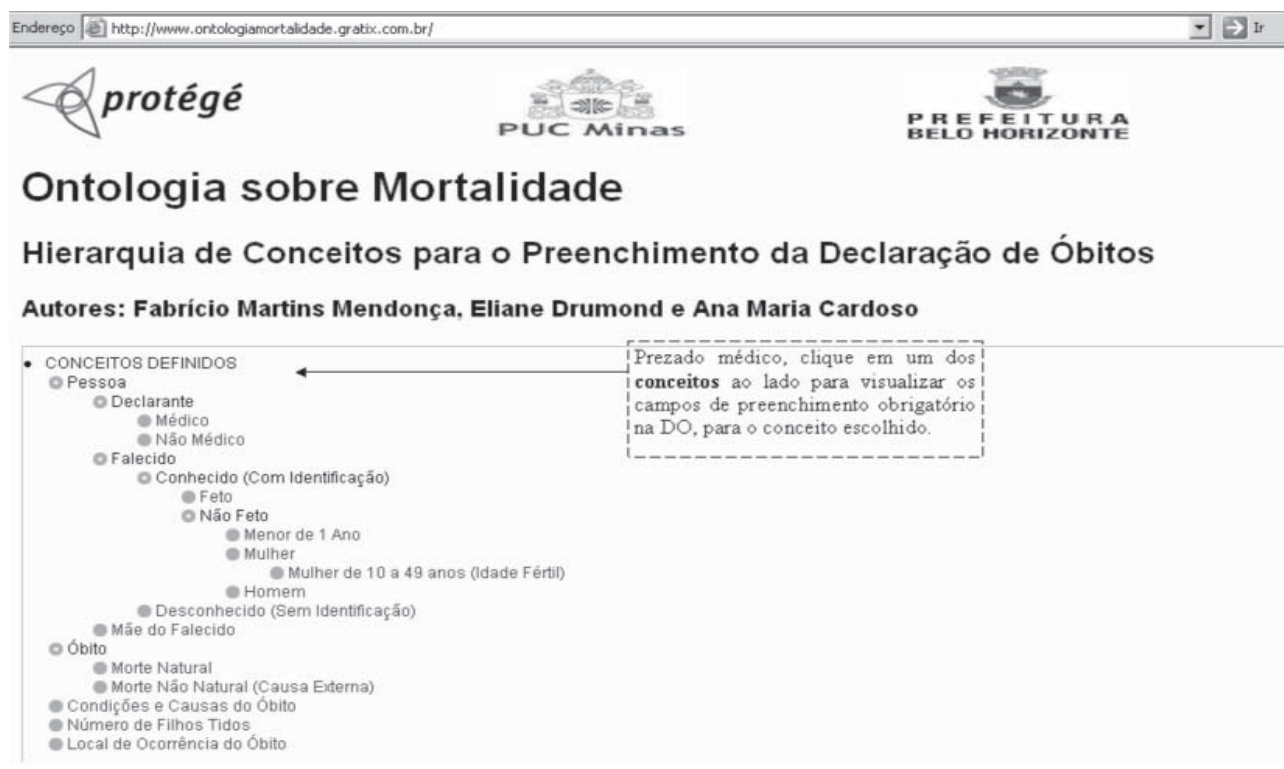 Endereço http://www.ontologiamortalidade.gratix.com.br/ Ir
protégé
PUC Minas
PREFEITURA
BELO HORIZONTE
Ontologia sobre Mortalidade
Hierarquia de Conceitos para o Preenchimento da Declaração de Óbitos
Autores: Fabrício Martins Mendonça, Eliane Drumond e Ana Maria Cardoso
Prezado médico, clique em um dos
conceitos ao lado para visualizar os
campos de preenchimento obrigatório
na DO, para o conceito escolhido.
CONCEITOS DEFINIDOS
Pessoa
Declarante
Médico
Não Médico
Falecido
Conhecido (Com Identificação)
Feto
Não Feto
Menor de 1 Ano
Mulher
Mulher de 10 a 49 anos (Idade Fértil)
Homem
Desconhecido (Sem Identificação)
Mãe do Falecido
Óbito
Morte Natural
Morte Não Natural (Causa Externa)
Condições e Causas do Óbito
Número de Filhos Tidos
Local de Ocorrência do Óbito